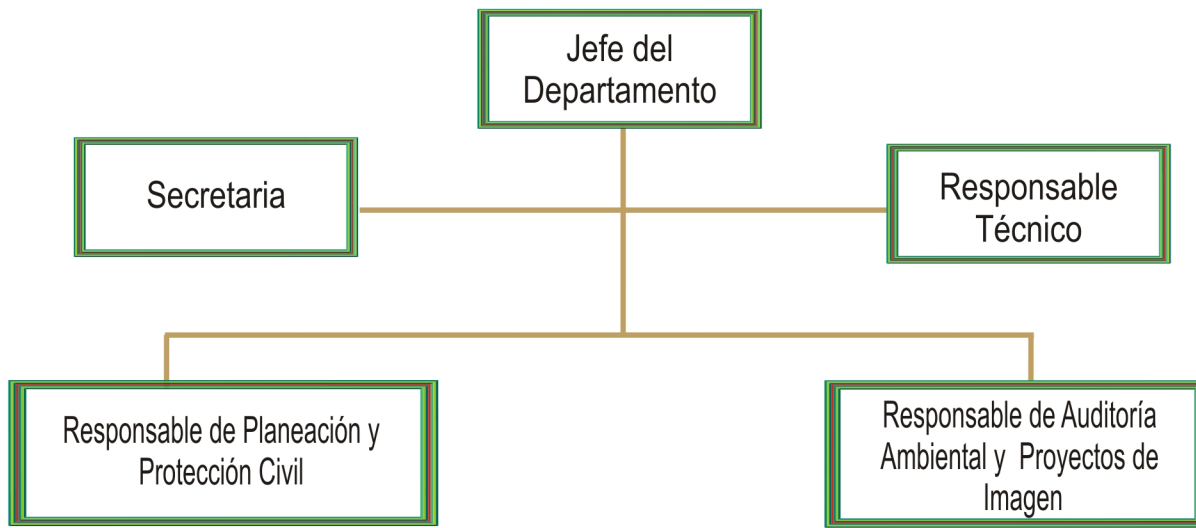 Jefe del
Departamento
Secretaria
Responsable
Técnico
Responsable de Planeación y
Protección Civil
Responsable de Auditoría
Ambiental y Proyectos de
Imagen